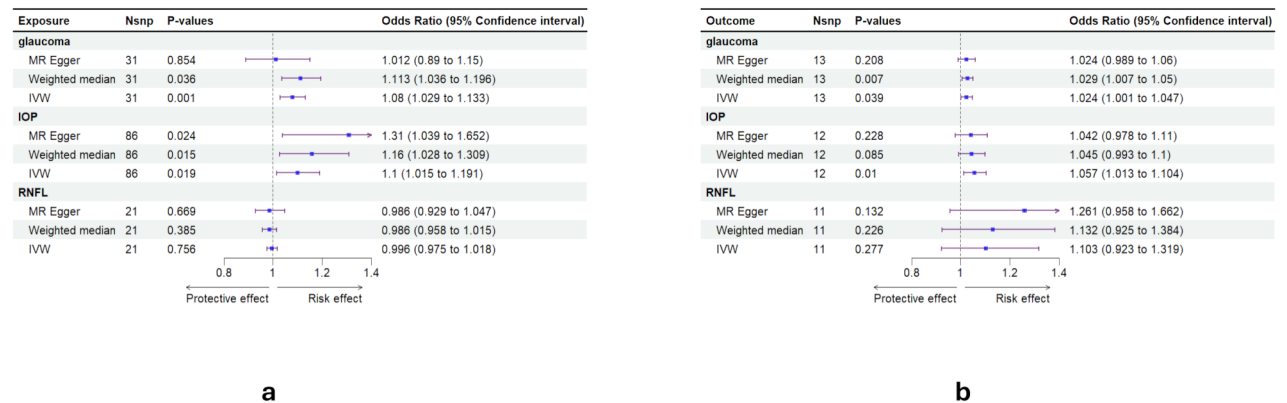 Exposure Nsnp P-values Odds Ratio (95% Confidence interval)
glaucoma
MR Egger 31 0.854 1.012 (0.89 to 1.15)
Weighted median 31 0.036 1.113 (1.036 to 1.196)
IVW 31 0.001 1.08 (1.029 to 1.133)
IOP
MR Egger 86 0.024 1.31 (1.039 to 1.652)
Weighted median 86 0.015 1.16 (1.028 to 1.309)
IVW 86 0.019 1.1 (1.015 to 1.191)
RNFL
MR Egger 21 0.669 0.986 (0.929 to 1.047)
Weighted median 21 0.385 0.986 (0.958 to 1.015)
IVW 21 0.756 0.996 (0.975 to 1.018)
0.8 1 1.2 1.4
Protective effect Risk effect
a
Outcome Nsnp P-values Odds Ratio (95% Confidence interval)
glaucoma
MR Egger 13 0.208 1.024 (0.989 to 1.06)
Weighted median 13 0.007 1.029 (1.007 to 1.05)
IVW 13 0.039 1.024 (1.001 to 1.047)
IOP
MR Egger 12 0.228 1.042 (0.978 to 1.11)
Weighted median 12 0.085 1.045 (0.993 to 1.1)
IVW 12 0.01 1.057 (1.013 to 1.104)
RNFL
MR Egger 11 0.132 1.261 (0.958 to 1.662)
Weighted median 11 0.226 1.132 (0.925 to 1.384)
IVW 11 0.277 1.103 (0.923 to 1.319)
0.8 1 1.2 1.4
Protective effect Risk effect
b